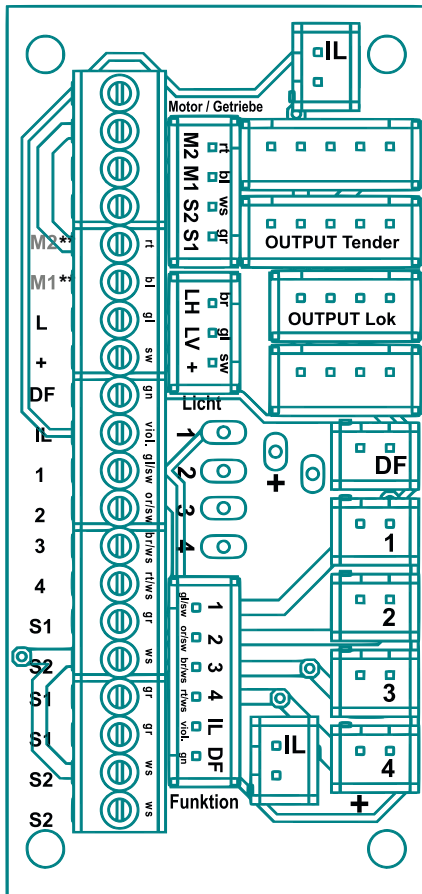 IL
Motor / Getriebe
M2 rt
M1 bl
S2 ws
S1 gr
OUTPUT Tender
OUTPUT Lok
LH br
LV gl
+ sw
Licht
M2** rt
M1** bl
L gl
+ sw
DF gn
IL viol.
1 gl/sw
2 or/sw
3 br/ws
4 rt/ws
S1 gr
S2 ws
S1 gr
S1 gr
S2 ws
S2 ws
1
2
3
4
+
DF
1
2
3
4
+
gl/sw 1
or/sw 2
br/ws 3
rt/ws 4
viol. IL
gn DF
Funktion
IL